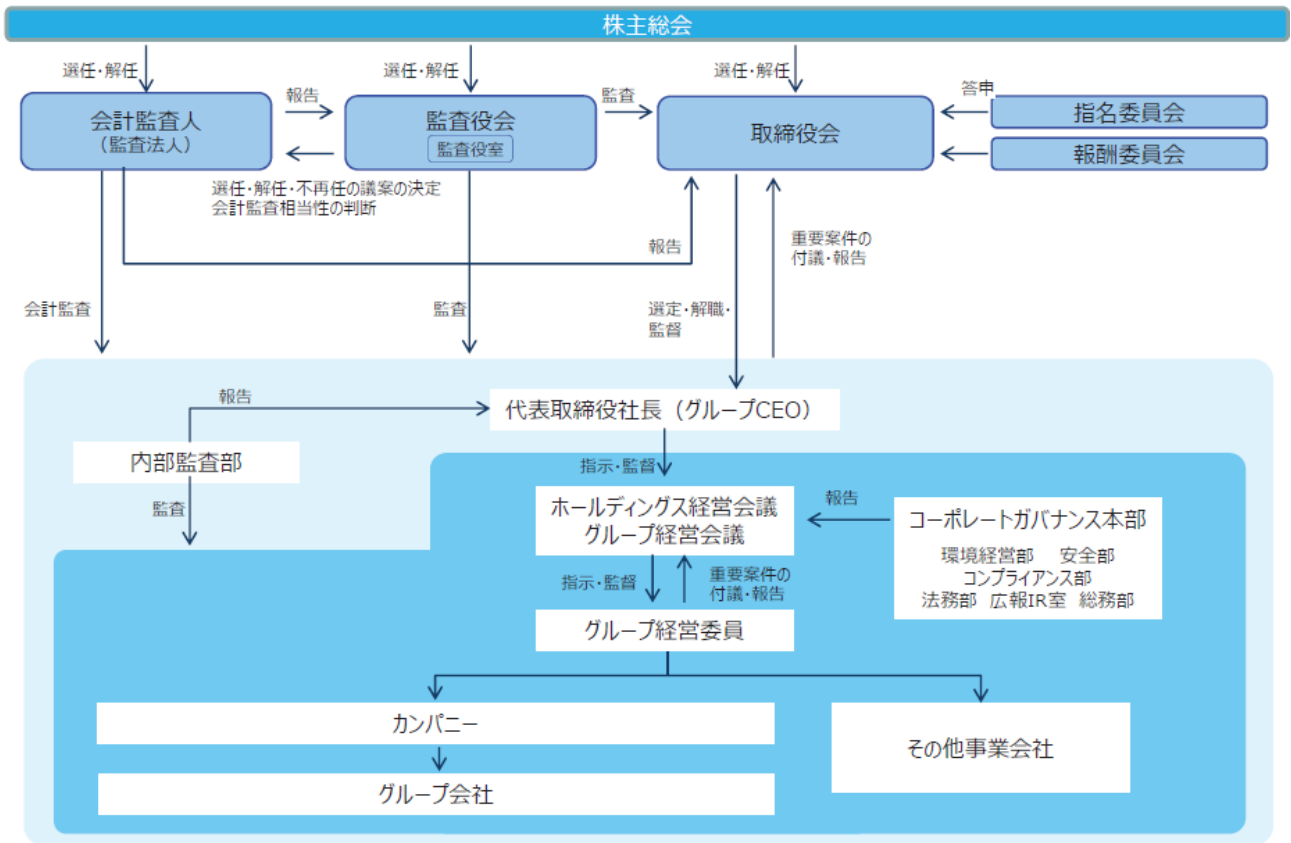 株主総会
選任・解任
選任・解任
選任・解任
会計監査人
(監査法人)
報告
監査役会
監査役室
監査
取締役会
答申
指名委員会
報酬委員会
選任・解任・不再任の議案の決定
会計監査相当性の判断
報告
重要案件の
付議・報告
会計監査
監査
選定・解職・
監督
報告
代表取締役社長（グループCEO）
内部監査部
指示・監督
監査
ホールディングス経営会議
グループ経営会議
報告
コーポレートガバナンス本部
環境経営部 安全部
コンプライアンス部
法務部 広報IR室 総務部
指示・監督
重要案件の
付議・報告
グループ経営委員
カンパニー
その他事業会社
グループ会社